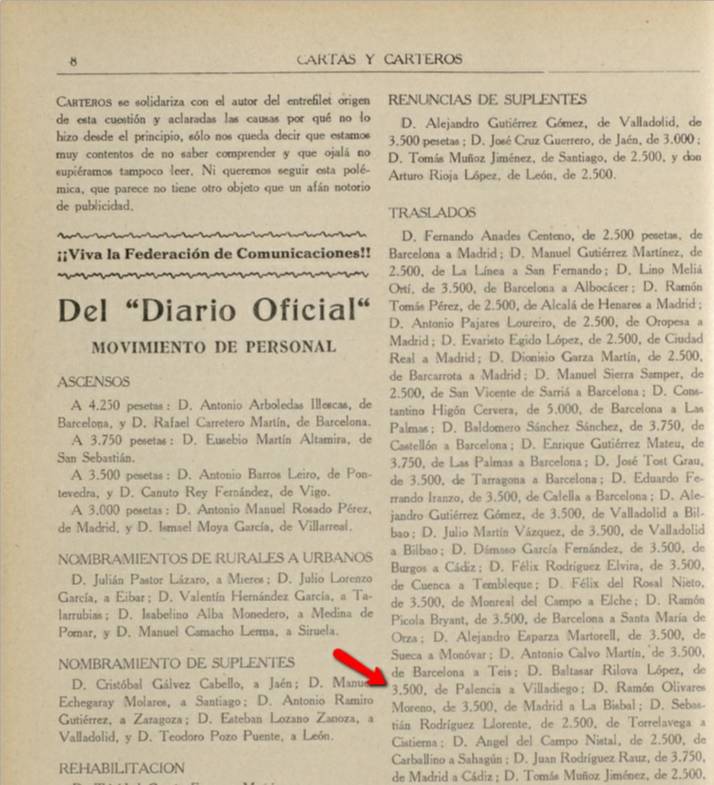 8
CARTAS Y CARTEROS
CARTEROS se solidariza con el autor del entrefilet origen
de esta cuestión y aclaradas las causas por qué no lo
hizo desde el principio, sólo nos queda decir que estamos
muy contentos de no saber comprender y que ojalá no
supiéramos tampoco leer. Ni queremos seguir esta polé-
mica, que parece no tiene otro objeto que un afán notorio
de publicidad.
¡¡Viva la Federación de Comunicaciones!!
Del "Diario Oficial"
MOVIMIENTO DE PERSONAL
ASCENSOS
A 4.250 pesetas: D. Antonio Arboledas Illescas, de
Barcelona, y D. Rafael Carretero Martín, de Barcelona.
A 3.750 pesetas: D. Eusebio Martín Altamira, de
San Sebastián.
A 3.500 pesetas: D. Antonio Barros Leiro, de Pon-
tevedra, y D. Canuto Rey Fernández, de Vigo.
A 3.000 pesetas: D. Antonio Manuel Rosado Pérez,
de Madrid, y D. Ismael Moya García, de Villarreal.
NOMBRAMIENTOS DE RURALES A URBANOS
D. Julián Pastor Lázaro, a Mieres; D. Julio Lorenzo
García, a Eibar; D. Valentín Hernández García, a Ta-
larrubias; D. Isabelino Alba Monedero, a Medina de
Pomar, y D. Manuel Camacho Lerma, a Siruela.
NOMBRAMIENTO DE SUPLENTES
D. Cristóbal Gálvez Cabello, a Jaén; D. Manuel
Echegaray Molares, a Santiago; D. Antonio Ramiro
Gutiérrez, a Zaragoza; D. Esteban Lozano Zanoza, a
Valladolid, y D. Teodoro Pozo Puente, a León.
REHABILITACION
RENUNCIAS DE SUPLENTES
D. Alejandro Gutiérrez Gómez, de Valladolid, de
3.500 pesetas; D. José Cruz Guerrero, de Jaén, de 3.000;
D. Tomás Muñoz Jiménez, de Santiago, de 2.500, y don
Arturo Rioja López, de León, de 2.500.
TRASLADOS
D. Fernando Anades Centeno, de 2.500 pesetas, de
Barcelona a Madrid; D. Manuel Gutiérrez Martínez, de
2.500, de La Línea a San Fernando; D. Lino Meliá
Ortí, de 3.500, de Barcelona a Albocácer; D. Ramón
Tomás Pérez, de 2.500, de Alcalá de Henares a Madrid;
D. Antonio Pajares Loureiro, de 2.500, de Oropesa a
Madrid; D. Evaristo Egido López, de 2.500, de Ciudad
Real a Madrid; D. Dionisio Garza Martín, de 2.500,
de Barcarrota a Madrid; D. Manuel Sierra Samper, de
2.500, de San Vicente de Sarriá a Barcelona; D. Cons-
tantino Higón Cervera, de 5.000, de Barcelona a Las
Palmas; D. Baldomero Sánchez Sánchez, de 3.750, de
Castellón a Barcelona; D. Enrique Gutiérrez Mateu, de
3.750, de Las Palmas a Barcelona; D. José Tost Grau,
de 3.500, de Tarragona a Barcelona; D. Eduardo Fe-
rrando Iranzo, de 3.500, de Calella a Barcelona; D. Ale-
jandro Gutiérrez Gómez, de 3.500, de Valladolid a Bil-
bao; D. Julio Martín Vázquez, de 3.500, de Valladolid
a Bilbao; D. Dámaso García Fernández, de 3.500, de
Burgos a Cádiz; D. Félix Rodríguez Elvira, de 3.500,
de Cuenca a Tembleque; D. Félix del Rosal Nieto,
de 3.500, de Monreal del Campo a Elche; D. Ramón
Picola Bryant, de 3.500, de Barcelona a Santa María de
Orza; D. Alejandro Esparza Martorell, de 3.500, de
Sueca a Monóvar; D. Antonio Calvo Martín, de 3.500,
de Barcelona a Teis; D. Baltasar Rilova López, de
3.500, de Palencia a Villadiego; D. Ramón Olivares
Moreno, de 3.500, de Madrid a La Bisbal; D. Sebas-
tián Rodríguez Llorente, de 2.500, de Torrelavega a
Cistierna; D. Angel del Campo Nistal, de 2.500, de
Carballino a Sahagún; D. Juan Rodríguez Rauz, de 3.750,
de Madrid a Cádiz; D. Tomás Muñoz Jiménez, de 2.500,